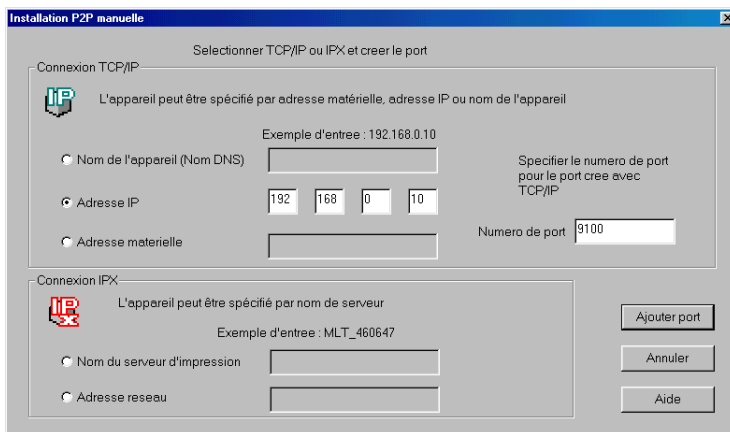 Installation P2P manuelle
Selectionner TCP/IP ou IPX et creer le port
Connexion TCP/IP
IP
L'appareil peut être spécifié par adresse matérielle, adresse IP ou nom de l'appareil
Exemple d'entree : 192.168.0.10
Nom de l'appareil (Nom DNS)
Adresse IP
192 168 0 10
Adresse materielle
Specifier le numero de port
pour le port cree avec
TCP/IP
Numero de port 9100
Connexion IPX
IP
x
L'appareil peut être spécifié par nom de serveur
Exemple d'entree : MLT_460647
Nom du serveur d'impression
Adresse reseau
Ajouter port
Annuler
Aide